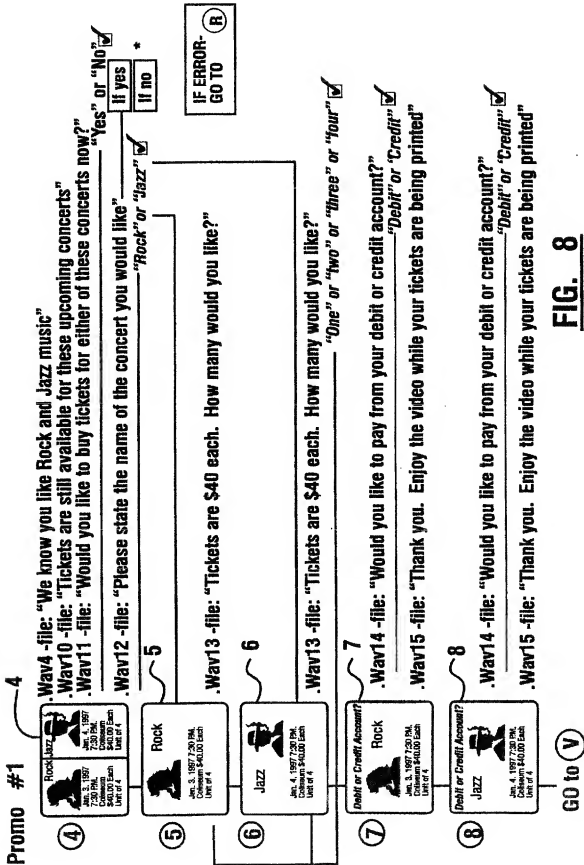 Promo #1
4
.Wav4 -file: "We know you like Rock and Jazz music"
.Wav10 -file: "Tickets are still available for these upcoming concerts"
.Wav11 -file: "Would you like to buy tickets for either of these concerts now?"
"Yes" or "No"
If yes
If no
*
.Wav12 -file: "Please state the name of the concert you would like"
"Rock" or "Jazz"
IF ERROR-
GO TO R
4
Rock
Jazz
Jan. 3, 1997
7:30 PM.
Coliseum
$40.00 Each
Limit of 4
Jan. 4, 1997
7:30 PM.
Coliseum
$40.00 Each
Limit of 4
5
5
Rock
Jan. 3, 1997 7:30 PM.
Coliseum $40.00 Each
Limit of 4
.Wav13 -file: "Tickets are $40 each. How many would you like?"
6
6
Jazz
Jan. 4, 1997 7:30 PM.
Coliseum $40.00 Each
Limit of 4
.Wav13 -file: "Tickets are $40 each. How many would you like?"
"One" or "two" or "three" or "four"
7
7
Debit or Credit Account?
Rock
Jan. 3, 1997 7:30 PM.
Coliseum $40.00 Each
Limit of 4
.Wav14 -file: "Would you like to pay from your debit or credit account?"
"Debit" or "Credit"
.Wav15 -file: "Thank you. Enjoy the video while your tickets are being printed"
8
8
Debit or Credit Account?
Jazz
Jan. 4, 1997 7:30 PM.
Coliseum $40.00 Each
Limit of 4
.Wav14 -file: "Would you like to pay from your debit or credit account?"
"Debit" or "Credit"
.Wav15 -file: "Thank you. Enjoy the video while your tickets are being printed"
GO to V
FIG. 8